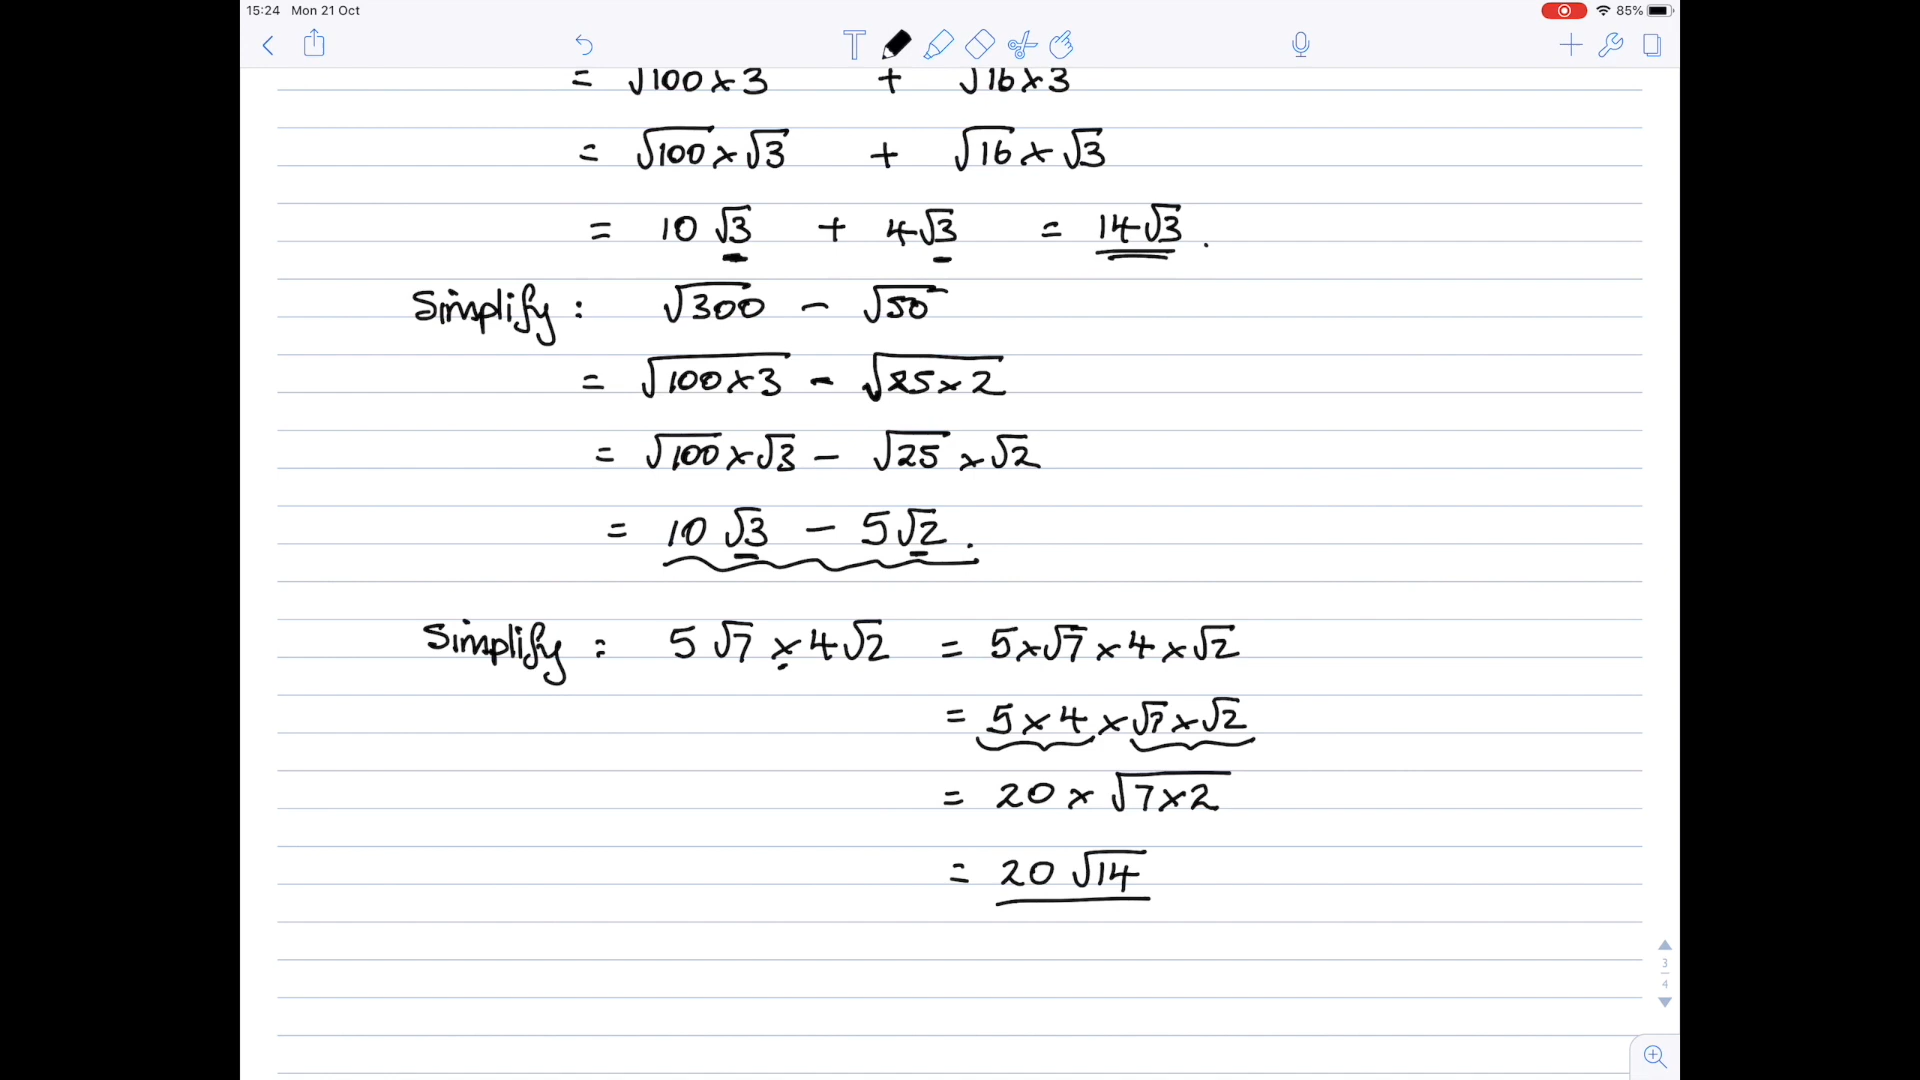 15:24 Mon 21 Oct 85%
T
= √100×3 + √16×3
= √100 × √3 + √16 × √3
= 10 √3 + 4√3 = 14√3 .
Simplify : √300 − √50
= √100×3 − √25×2
= √100 × √3 − √25 × √2
= 10 √3 − 5 √2 .
Simplify : 5 √7 × 4√2 = 5×√7 × 4 × √2
= 5 × 4 × √7 × √2
= 20 × √7×2
= 20 √14
3
4